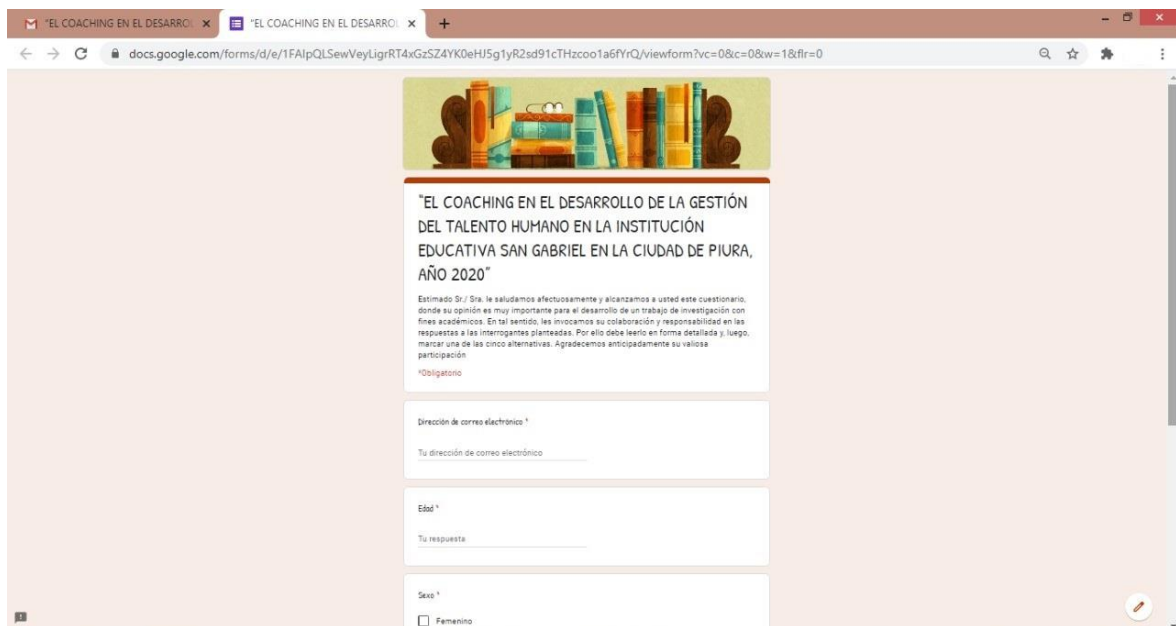 "EL COACHING EN EL DESARROL
"EL COACHING EN EL DESARROL
docs.google.com/forms/d/e/1FAIpQLSewVeyLigrRT4xGzSZ4YK0eHJ5g1yR2sd91cTHzcoo1a6fYrQ/viewform?vc=0&c=0&w=1&flr=0
"EL COACHING EN EL DESARROLLO DE LA GESTIÓN
DEL TALENTO HUMANO EN LA INSTITUCIÓN
EDUCATIVA SAN GABRIEL EN LA CIUDAD DE PIURA,
AÑO 2020"
Estimado Sr./ Sra. le saludamos afectuosamente y alcanzamos a usted este cuestionario,
donde su opinión es muy importante para el desarrollo de un trabajo de investigación con
fines académicos. En tal sentido, les invocamos su colaboración y responsabilidad en las
respuestas a las interrogantes planteadas. Por ello debe leerlo en forma detallada y, luego,
marcar una de las cinco alternativas. Agradecemos anticipadamente su valiosa
participación
*Obligatorio
Dirección de correo electrónico *
Tu dirección de correo electrónico
Edad *
Tu respuesta
Sexo *
Femenino